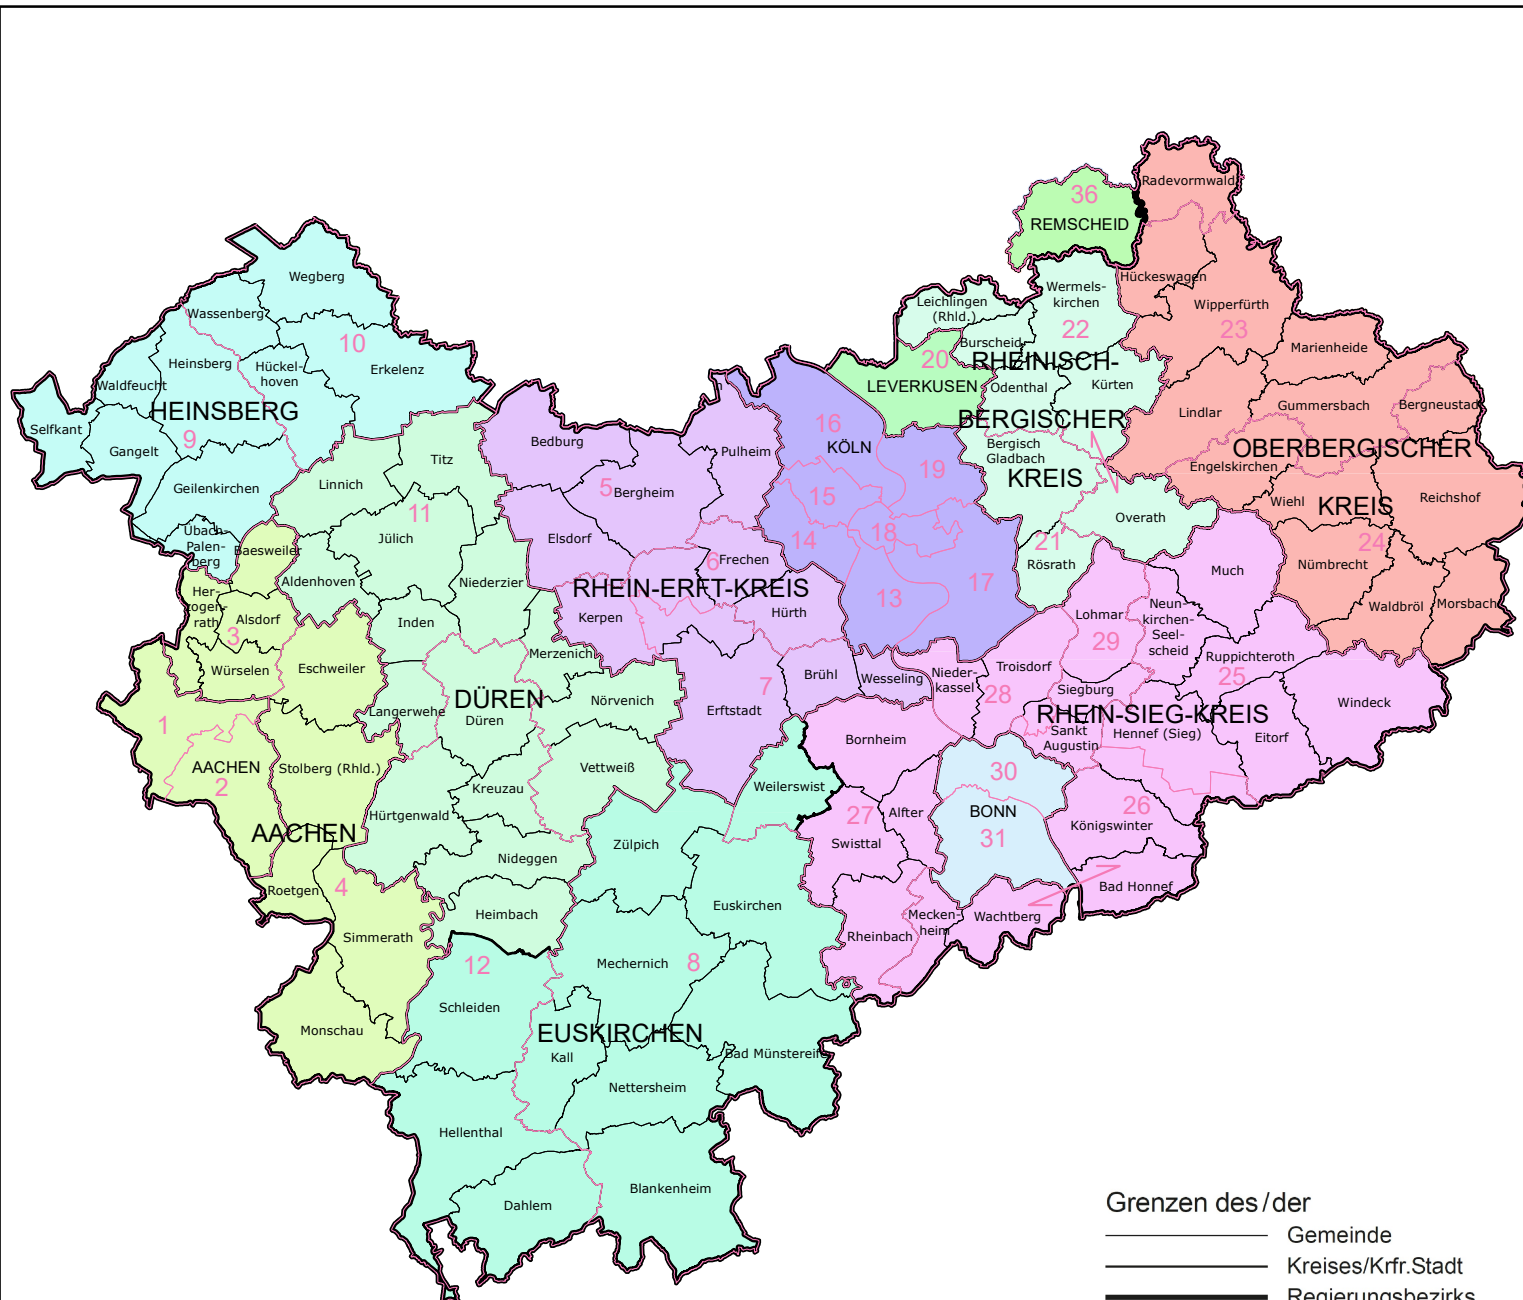 Radevormwald
36
REMSCHEID
Wegberg
Hückeswagen
Wermels-
kirchen
Leichlingen
(Rhld.)
Wipperfürth
Wassenberg
22
23
10
Burscheid
Marienheide
20
RHEINISCH-
Heinsberg
Hückel-
hoven
Erkelenz
Waldfeucht
LEVERKUSEN
Odenthal
Kürten
HEINSBERG
Lindlar
Gummersbach
Bergneustadt
Selfkant
9
16
BERGISCHER
Gangelt
Bedburg
KÖLN
Bergisch
Gladbach
OBERBERGISCHER
Titz
Pulheim
19
Engelskirchen
KREIS
Linnich
Geilenkirchen
5
Bergheim
15
Wiehl
KREIS
Reichshof
11
Overath
Übach-
Palen-
berg
Jülich
Elsdorf
14
18
21
24
Baesweiler
6
Frechen
Rösrath
Nümbrecht
Much
Aldenhoven
Niederzier
RHEIN-ERFT-KREIS
17
Her-
zogen-
rath
13
Waldbröl
Morsbach
Alsdorf
Inden
Kerpen
Hürth
Lohmar
Neun-
kirchen-
Seel-
scheid
3
29
Würselen
Eschweiler
Merzenich
Brühl
Wesseling
Nieder-
kassel
Troisdorf
Ruppichteroth
25
7
28
Siegburg
DÜREN
Nörvenich
Windeck
1
Langerwehe
Düren
Erftstadt
RHEIN-SIEG-KREIS
Sankt
Augustin
Hennef (Sieg)
Eitorf
Bornheim
AACHEN
Stolberg (Rhld.)
Vettweiß
30
2
Kreuzau
Weilerswist
26
27
Alfter
BONN
Hürtgenwald
Königswinter
AACHEN
Zülpich
Swisttal
31
Nideggen
Roetgen
4
Bad Honnef
Euskirchen
Heimbach
Mecken-
heim
Wachtberg
Simmerath
Rheinbach
12
Mechernich
8
Schleiden
Monschau
EUSKIRCHEN
Kall
Bad Münstereifel
Nettersheim
Hellenthal
Blankenheim
Dahlem
Grenzen des/der
Gemeinde
Kreises/Krfr.Stadt
Regierungsbezirks